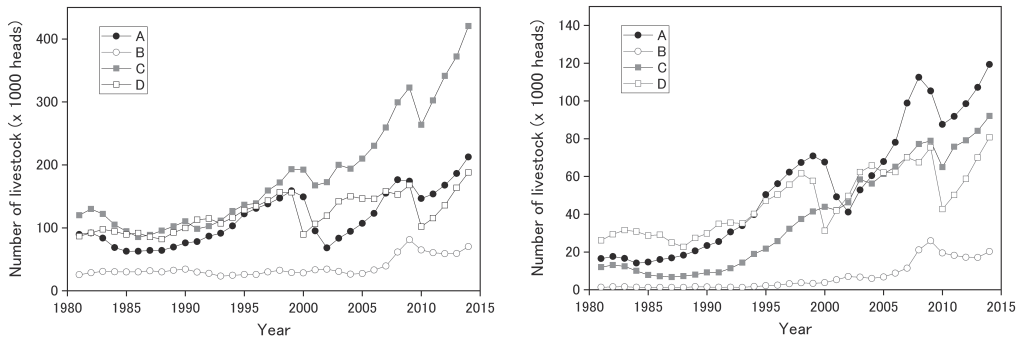 Number of livestock (x 1000 heads)
400
300
200
100
0
A
B
C
D
1980 1985 1990 1995 2000 2005 2010 2015
Year
Number of livestock (x 1000 heads)
140
120
100
80
60
40
20
0
A
B
C
D
1980 1985 1990 1995 2000 2005 2010 2015
Year